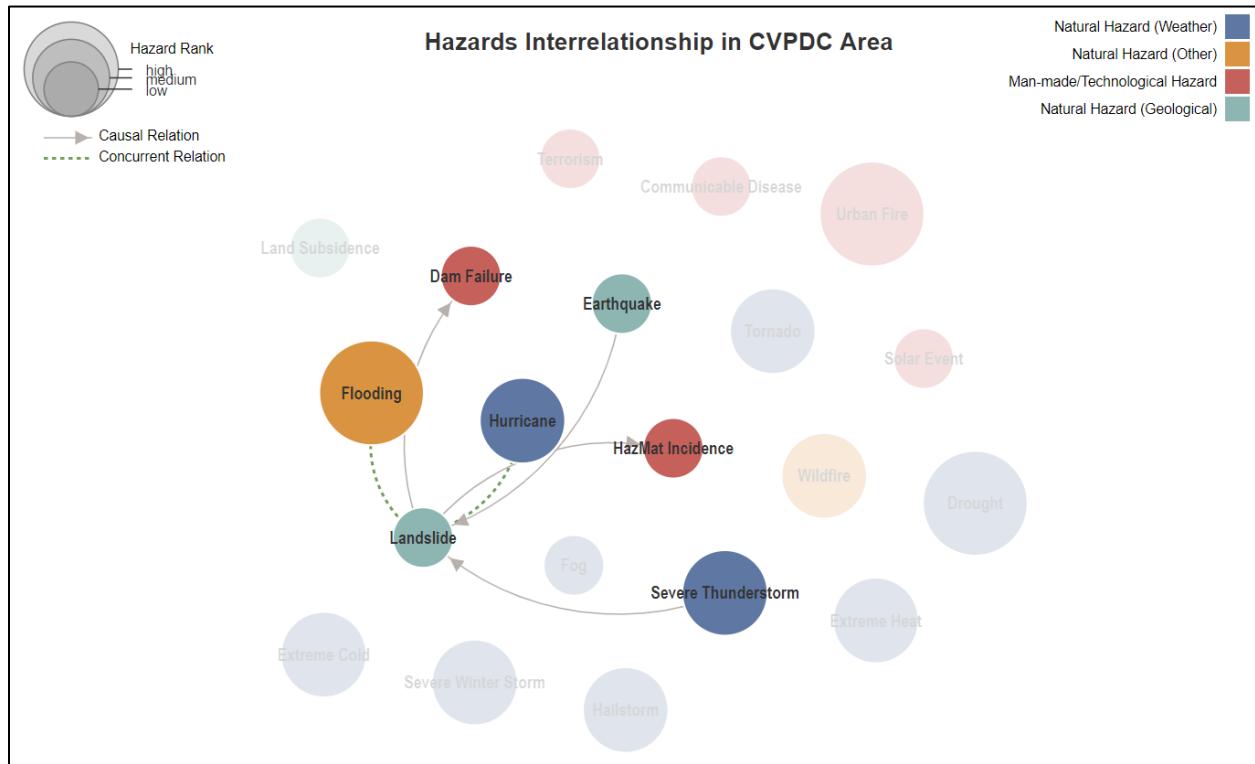 Hazards Interrelationship in CVPDC Area
Hazard Rank
high
medium
low
Causal Relation
Concurrent Relation
Natural Hazard (Weather)
Natural Hazard (Other)
Man-made/Technological Hazard
Natural Hazard (Geological)
Terrorism
Communicable Disease
Urban Fire
Land Subsidence
Dam Failure
Earthquake
Tornado
Solar Event
Flooding
Hurricane
HazMat Incidence
Wildfire
Drought
Landslide
Fog
Severe Thunderstorm
Extreme Heat
Extreme Cold
Severe Winter Storm
Hailstorm